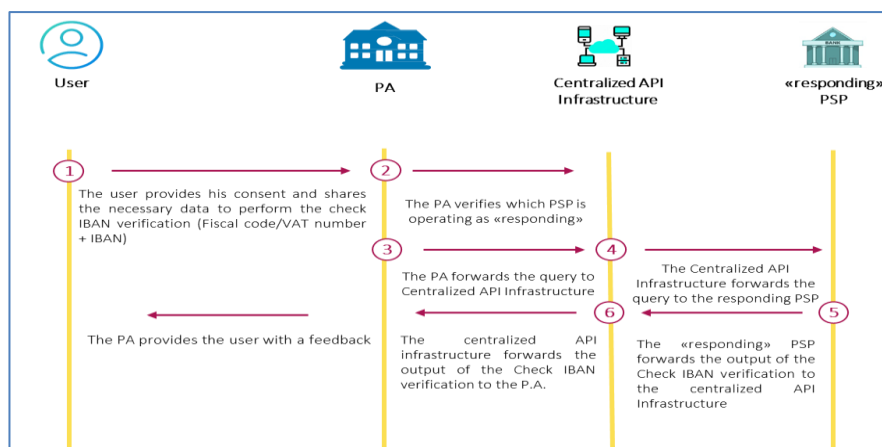 BANK
User
PA
Centralized API
Infrastructure
«responding»
PSP
1
2
The user provides his consent and shares
the necessary data to perform the check
IBAN verification (Fiscal code/VAT number
+ IBAN)
The PA verifies which PSP is
operating as «responding»
3
4
The PA forwards the query to
Centralized API Infrastructure
The Centralized API
Infrastructure forwards the
query to the responding PSP
6
5
The PA provides the user with a feedback
The centralized API
infrastructure forwards the
output of the Check IBAN
verification to the P.A.
The «responding» PSP
forwards the output of the
Check IBAN verification to
the centralized API
Infrastructure